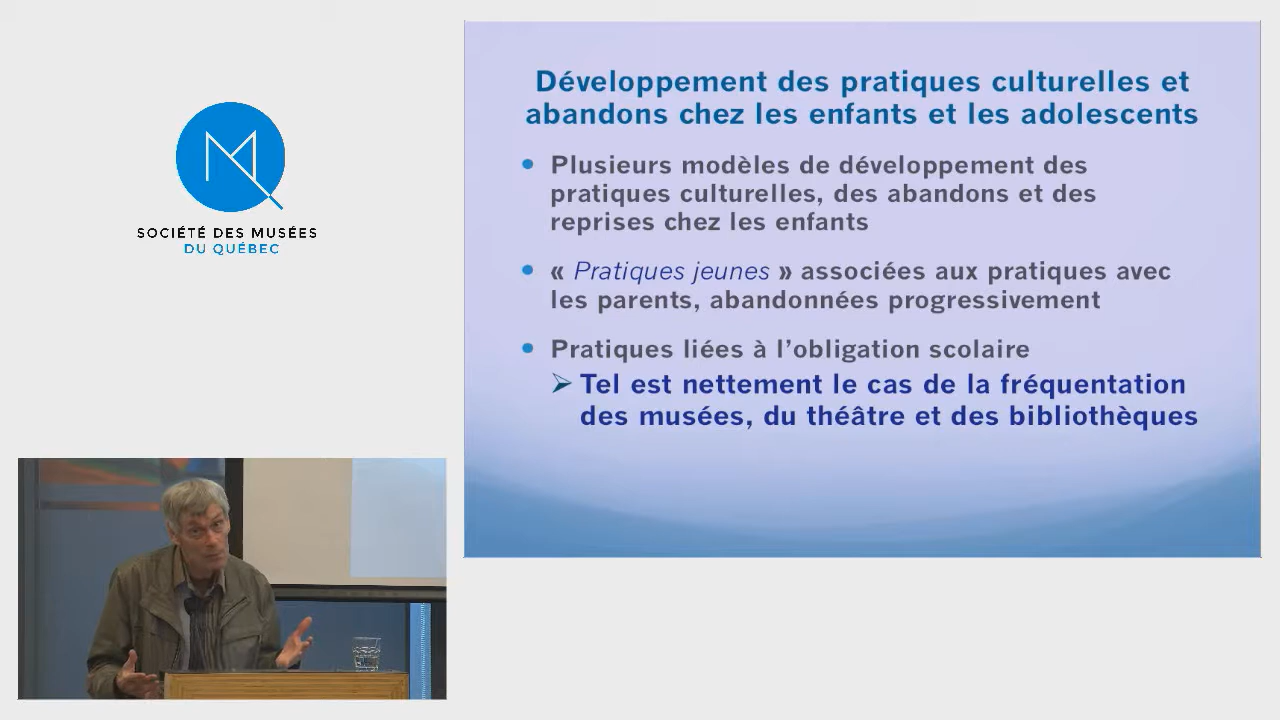 SOCIÉTÉ DES MUSÉES
DU QUÉBEC
Développement des pratiques culturelles et
abandons chez les enfants et les adolescents
• Plusieurs modèles de développement des
pratiques culturelles, des abandons et des
reprises chez les enfants
• « Pratiques jeunes » associées aux pratiques avec
les parents, abandonnées progressivement
• Pratiques liées à l’obligation scolaire
➢ Tel est nettement le cas de la fréquentation
des musées, du théâtre et des bibliothèques